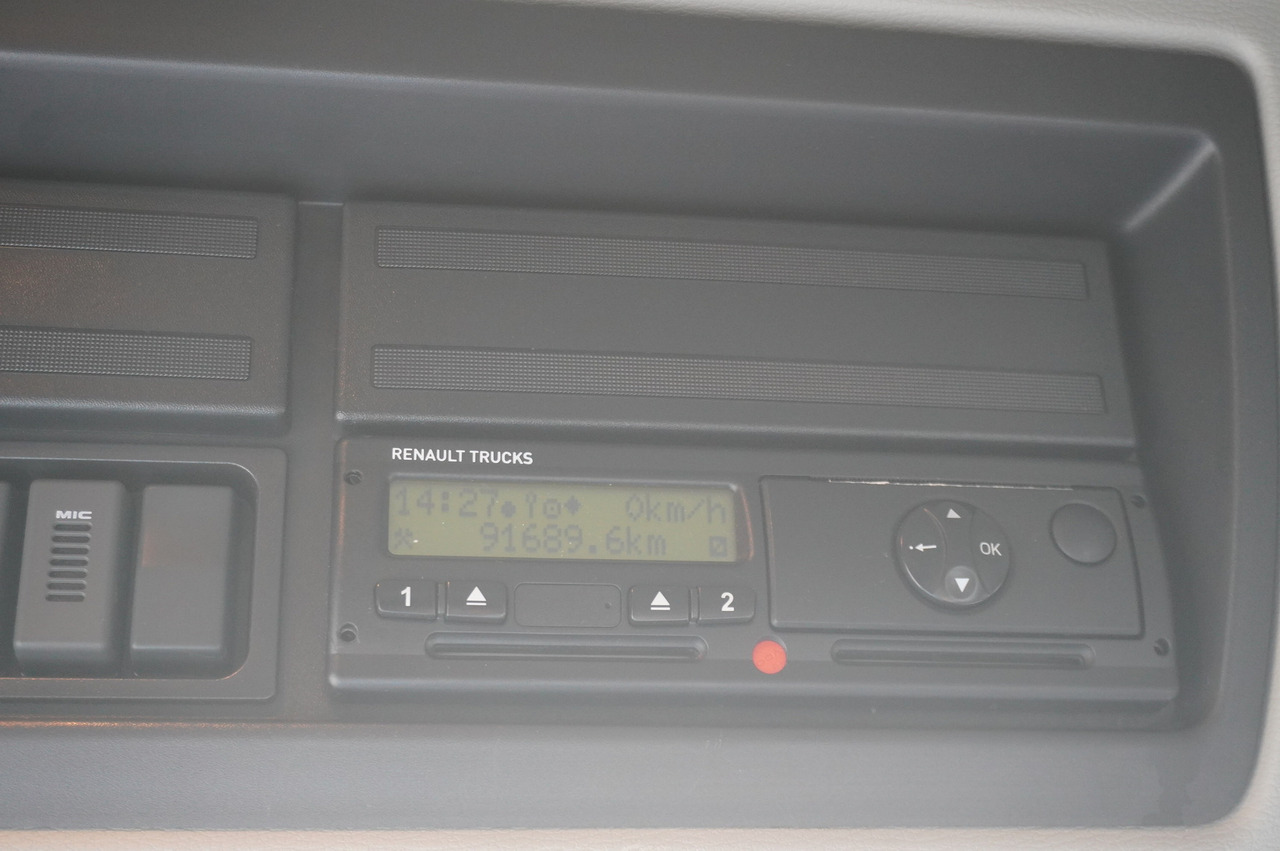 RENAULT TRUCKS
14:27 0km/h
91689.6km
MIC
1 2
OK